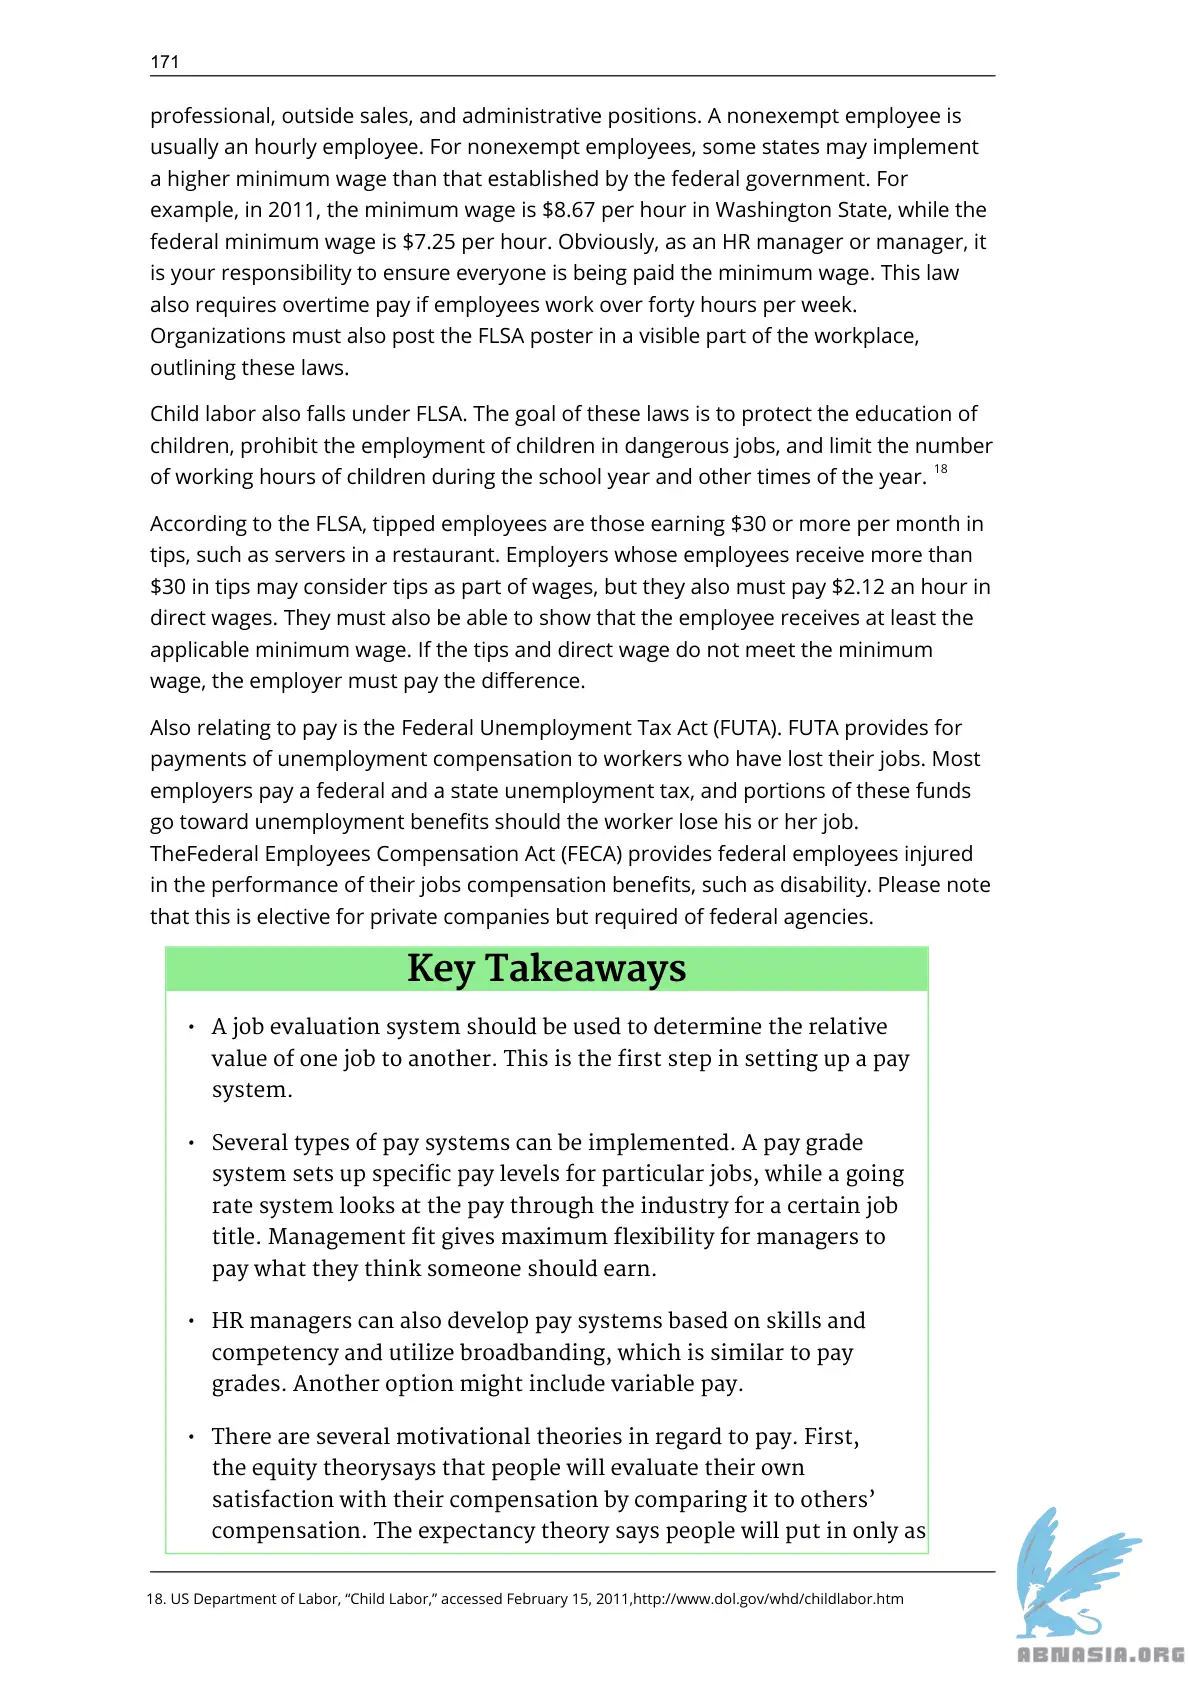 171
professional, outside sales, and administrative positions. A nonexempt employee is
usually an hourly employee. For nonexempt employees, some states may implement
a higher minimum wage than that established by the federal government. For
example, in 2011, the minimum wage is $8.67 per hour in Washington State, while the
federal minimum wage is $7.25 per hour. Obviously, as an HR manager or manager, it
is your responsibility to ensure everyone is being paid the minimum wage. This law
also requires overtime pay if employees work over forty hours per week.
Organizations must also post the FLSA poster in a visible part of the workplace,
outlining these laws.
Child labor also falls under FLSA. The goal of these laws is to protect the education of
children, prohibit the employment of children in dangerous jobs, and limit the number
of working hours of children during the school year and other times of the year. 18
According to the FLSA, tipped employees are those earning $30 or more per month in
tips, such as servers in a restaurant. Employers whose employees receive more than
$30 in tips may consider tips as part of wages, but they also must pay $2.12 an hour in
direct wages. They must also be able to show that the employee receives at least the
applicable minimum wage. If the tips and direct wage do not meet the minimum
wage, the employer must pay the difference.
Also relating to pay is the Federal Unemployment Tax Act (FUTA). FUTA provides for
payments of unemployment compensation to workers who have lost their jobs. Most
employers pay a federal and a state unemployment tax, and portions of these funds
go toward unemployment benefits should the worker lose his or her job.
TheFederal Employees Compensation Act (FECA) provides federal employees injured
in the performance of their jobs compensation benefits, such as disability. Please note
that this is elective for private companies but required of federal agencies.
Key Takeaways
• A job evaluation system should be used to determine the relative
value of one job to another. This is the first step in setting up a pay
system.
• Several types of pay systems can be implemented. A pay grade
system sets up specific pay levels for particular jobs, while a going
rate system looks at the pay through the industry for a certain job
title. Management fit gives maximum flexibility for managers to
pay what they think someone should earn.
• HR managers can also develop pay systems based on skills and
competency and utilize broadbanding, which is similar to pay
grades. Another option might include variable pay.
• There are several motivational theories in regard to pay. First,
the equity theorysays that people will evaluate their own
satisfaction with their compensation by comparing it to others’
compensation. The expectancy theory says people will put in only as
18. US Department of Labor, “Child Labor,” accessed February 15, 2011,http://www.dol.gov/whd/childlabor.htm
ABNASIA.ORG